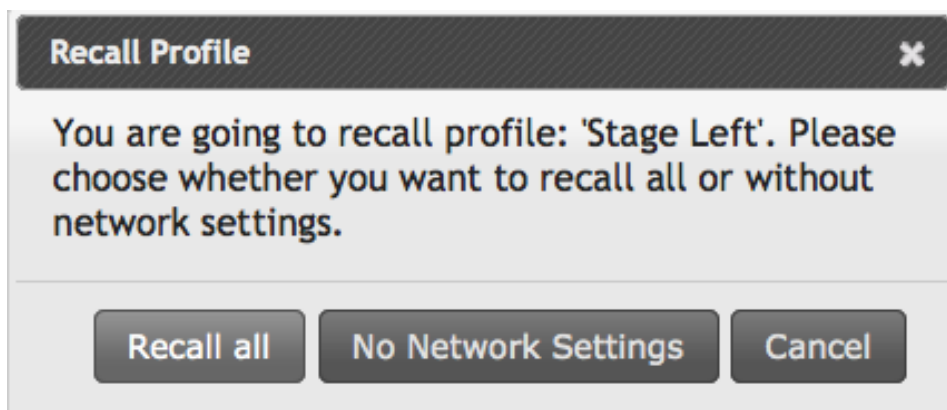 Recall Profile
You are going to recall profile: 'Stage Left'. Please
choose whether you want to recall all or without
network settings.
Recall all No Network Settings Cancel